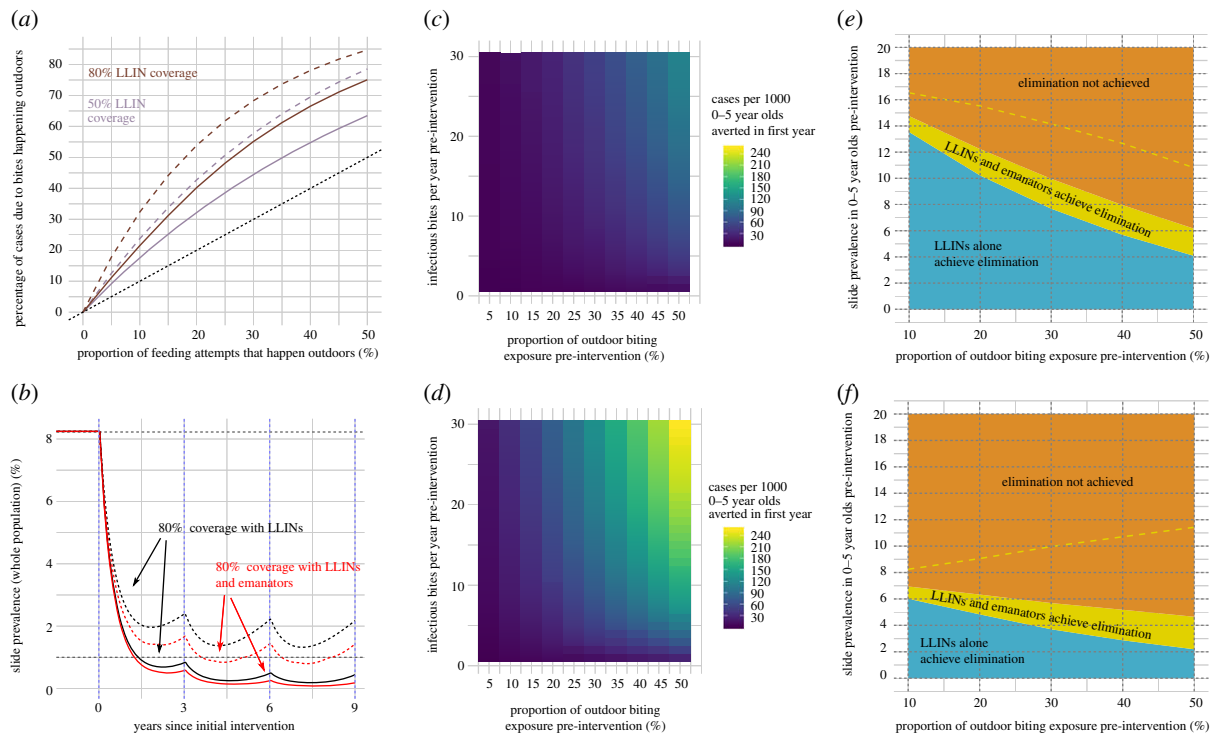 (a)
percentage of cases due to bites happening outdoors
80
70
60
50
40
30
20
10
0
80% LLIN coverage
50% LLIN
coverage
0 10 20 30 40 50
proportion of feeding attempts that happen outdoors (%)
(b)
slide prevalence (whole population) (%)
8
6
4
2
0
80% coverage with LLINs
80% coverage with LLINs
and emanators
0 3 6 9
years since initial intervention
(c)
infectious bites per year pre-intervention
30
20
10
0
5 10 15 20 25 30 35 45 40 50
proportion of outdoor biting
exposure pre-intervention (%)
cases per 1000
0–5 year olds
averted in first year
240
210
180
150
120
90
60
30
(d)
infectious bites per year pre-intervention
30
20
10
0
5 10 15 20 25 30 35 40 45 50
proportion of outdoor biting
exposure pre-intervention (%)
cases per 1000
0–5 year olds
averted in first year
240
210
180
150
120
90
60
30
(e)
slide prevalence in 0–5 year olds pre-intervention
20
18
16
14
12
10
8
6
4
2
0
elimination not achieved
LLINs and emanators achieve elimination
LLINs alone
achieve elimination
10 20 30 40 50
proportion of outdoor biting exposure pre-intervention (%)
(f)
slide prevalence in 0–5 year olds pre-intervention
20
18
16
14
12
10
8
6
4
2
0
elimination not achieved
LLINs and emanators achieve elimination
LLINs alone
achieve elimination
10 20 30 40 50
proportion of outdoor biting exposure pre-intervention (%)